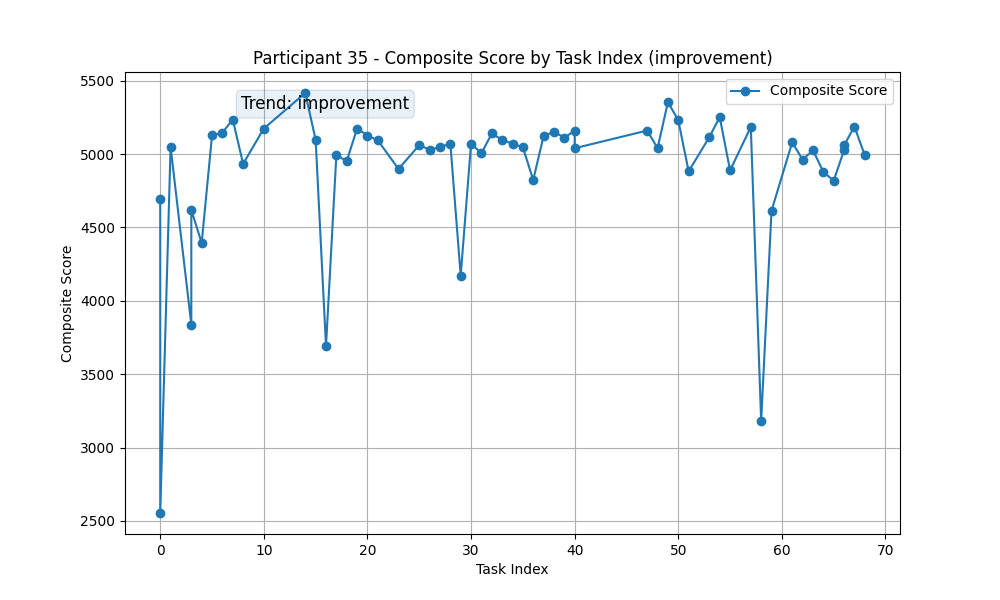 Participant 35 - Composite Score by Task Index (improvement)
Trend: improvement
Composite Score
5500
5000
4500
4000
3500
3000
2500
Composite Score
0 10 20 30 40 50 60 70
Task Index